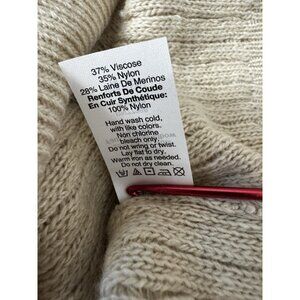 37% Viscose
35% Nylon
28% Laine De Merinos
Renforts De Coude
En Cuir Synthétique:
100% Nylon
Hand wash cold,
with like colors.
Non chlorine
bleach only.
Do not wring or twist.
Lay flat to dry.
Warm iron as needed.
Do not dry clean.